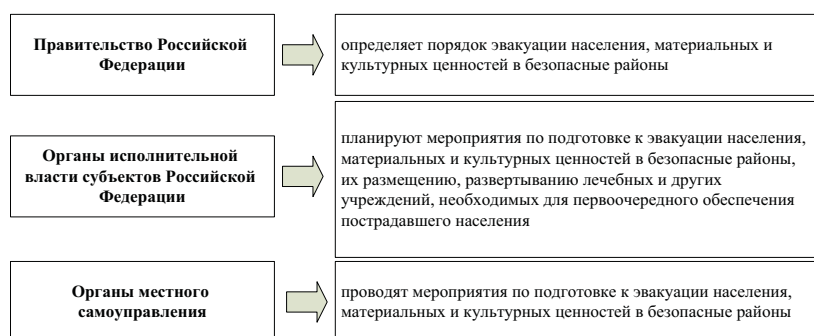 Правительство Российской
Федерации
определяет порядок эвакуации населения, материальных и
культурных ценностей в безопасные районы
Органы исполнительной
власти субъектов Российской
Федерации
планируют мероприятия по подготовке к эвакуации населения,
материальных и культурных ценностей в безопасные районы,
их размещению, развертыванию лечебных и других
учреждений, необходимых для первоочередного обеспечения
пострадавшего населения
Органы местного
самоуправления
проводят мероприятия по подготовке к эвакуации населения,
материальных и культурных ценностей в безопасные районы